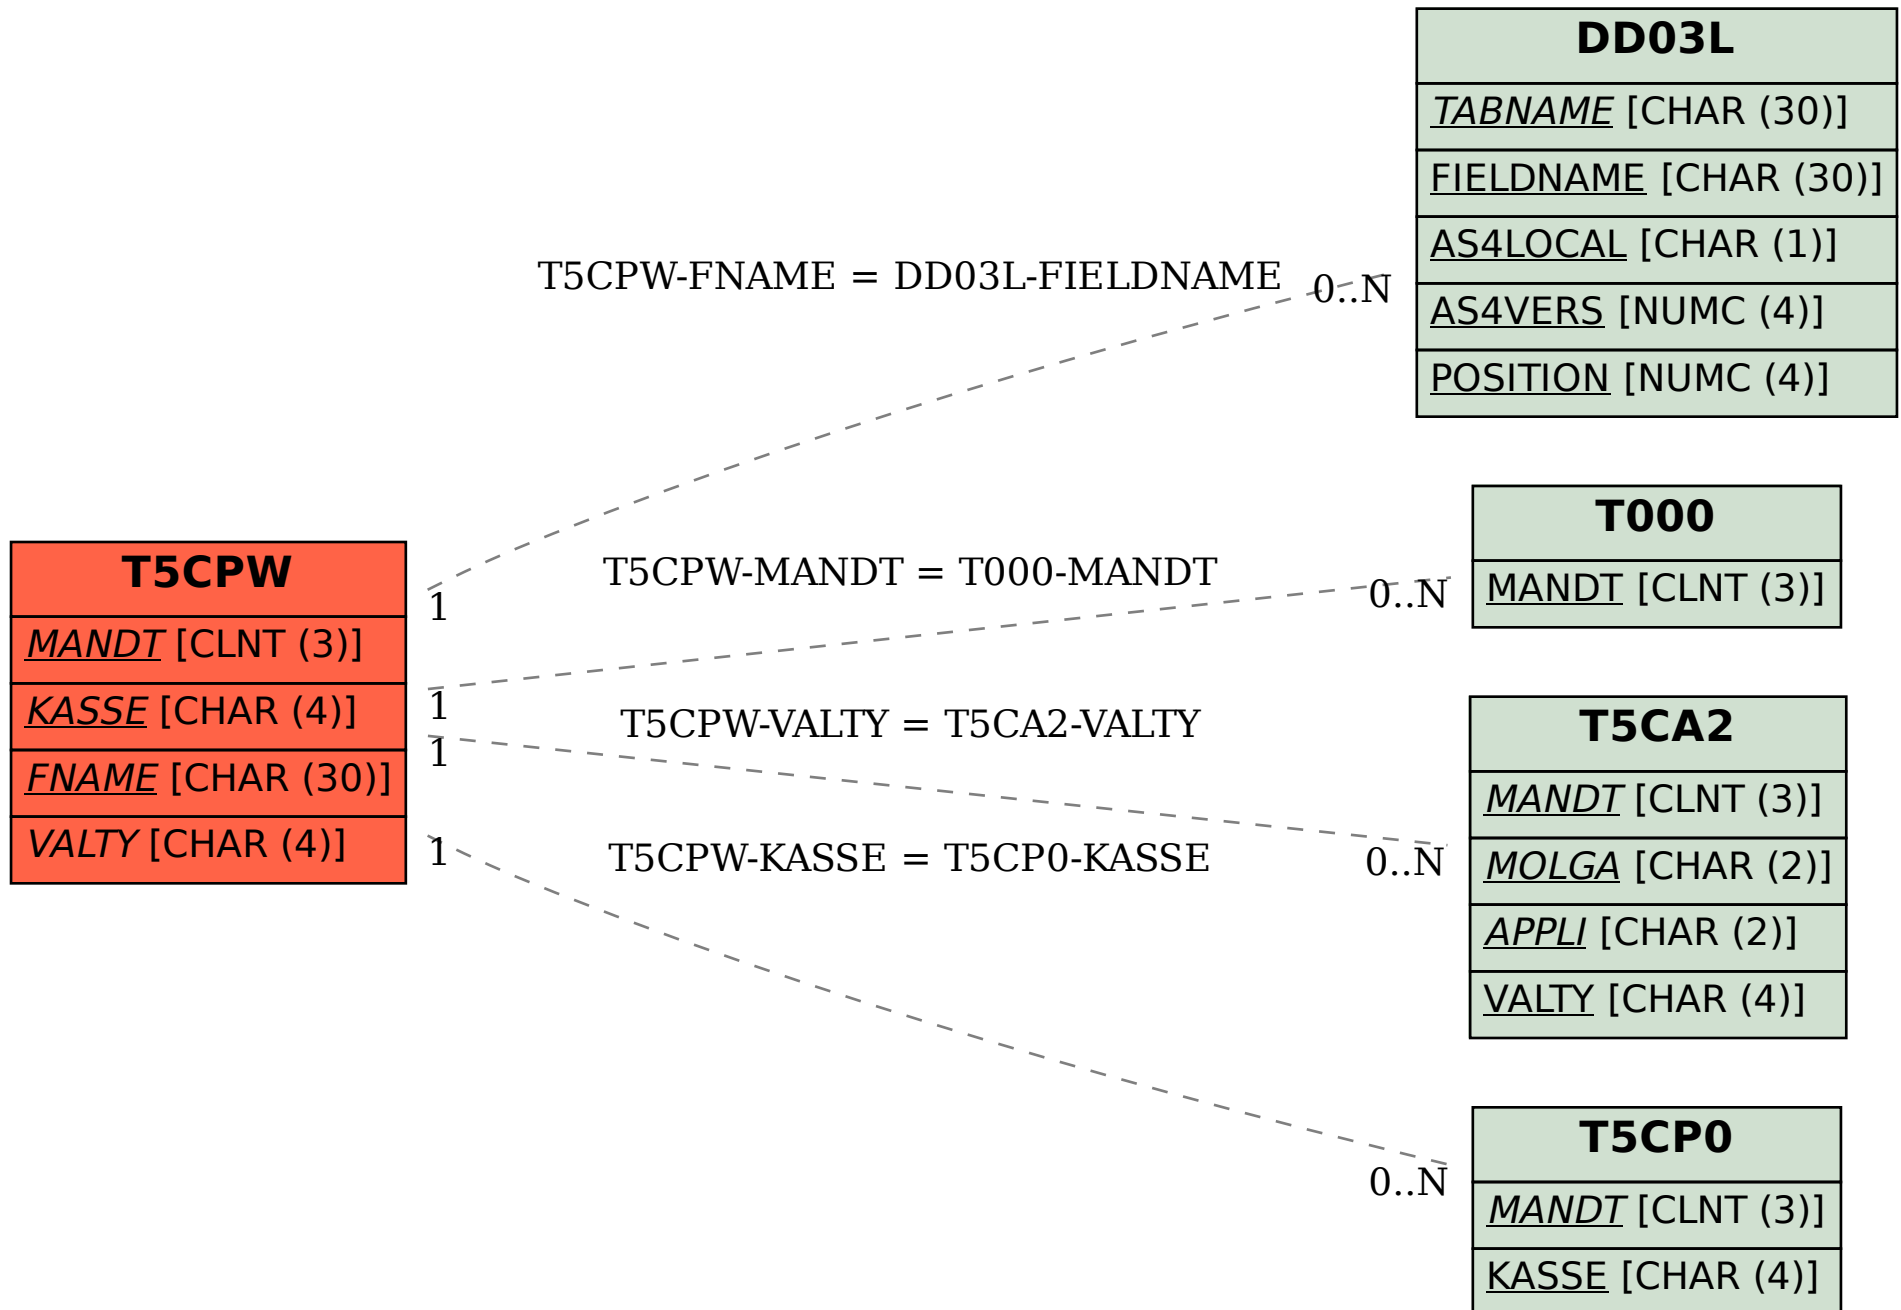 DD03L
TABNAME [CHAR (30)]
FIELDNAME [CHAR (30)]
AS4LOCAL [CHAR (1)]
AS4VERS [NUMC (4)]
POSITION [NUMC (4)]
T5CPW-FNAME = DD03L-FIELDNAME
0..N
T5CPW
MANDT [CLNT (3)]
KASSE [CHAR (4)]
FNAME [CHAR (30)]
VALTY [CHAR (4)]
1
T5CPW-MANDT = T000-MANDT
0..N
1
T000
MANDT [CLNT (3)]
T5CPW-VALTY = T5CA2-VALTY
1
0..N
T5CA2
MANDT [CLNT (3)]
MOLGA [CHAR (2)]
APPLI [CHAR (2)]
VALTY [CHAR (4)]
T5CPW-KASSE = T5CP0-KASSE
1
0..N
T5CP0
MANDT [CLNT (3)]
KASSE [CHAR (4)]